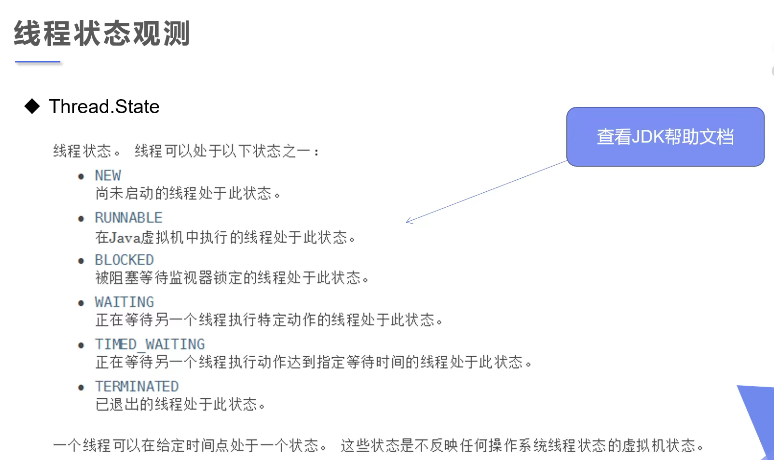 线程状态观测
◆ Thread.State
查看JDK帮助文档
线程状态。 线程可以处于以下状态之一：
• NEW
尚未启动的线程处于此状态。
• RUNNABLE
在Java虚拟机中执行的线程处于此状态。
• BLOCKED
被阻塞等待监视器锁定的线程处于此状态。
• WAITING
正在等待另一个线程执行特定动作的线程处于此状态。
• TIMED_WAITING
正在等待另一个线程执行动作达到指定等待时间的线程处于此状态。
• TERMINATED
已退出的线程处于此状态。
一个线程可以在给定时间点处于一个状态。 这些状态是不反映任何操作系统线程状态的虚拟机状态。